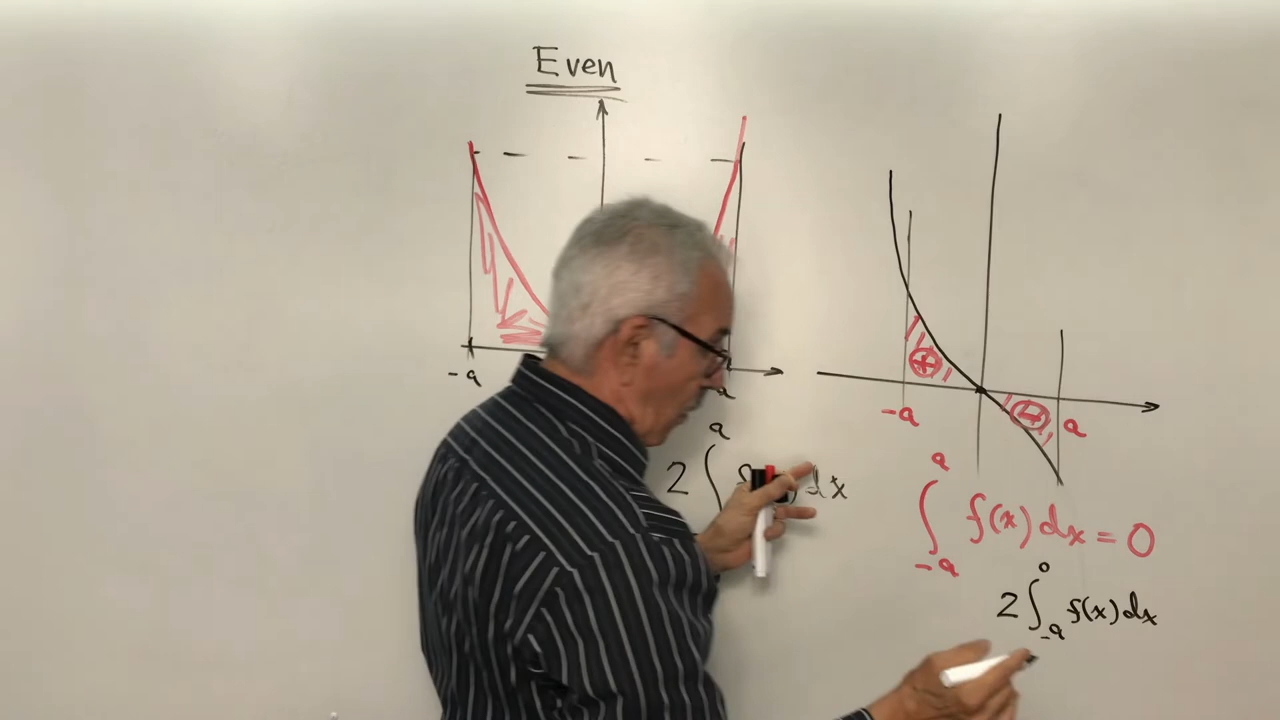 Even
-a
a
2 ∫ f( ) dx
a
-a
a
∫ f(x) dx = 0
a
-a
2 ∫ f(x) dx
0
-a